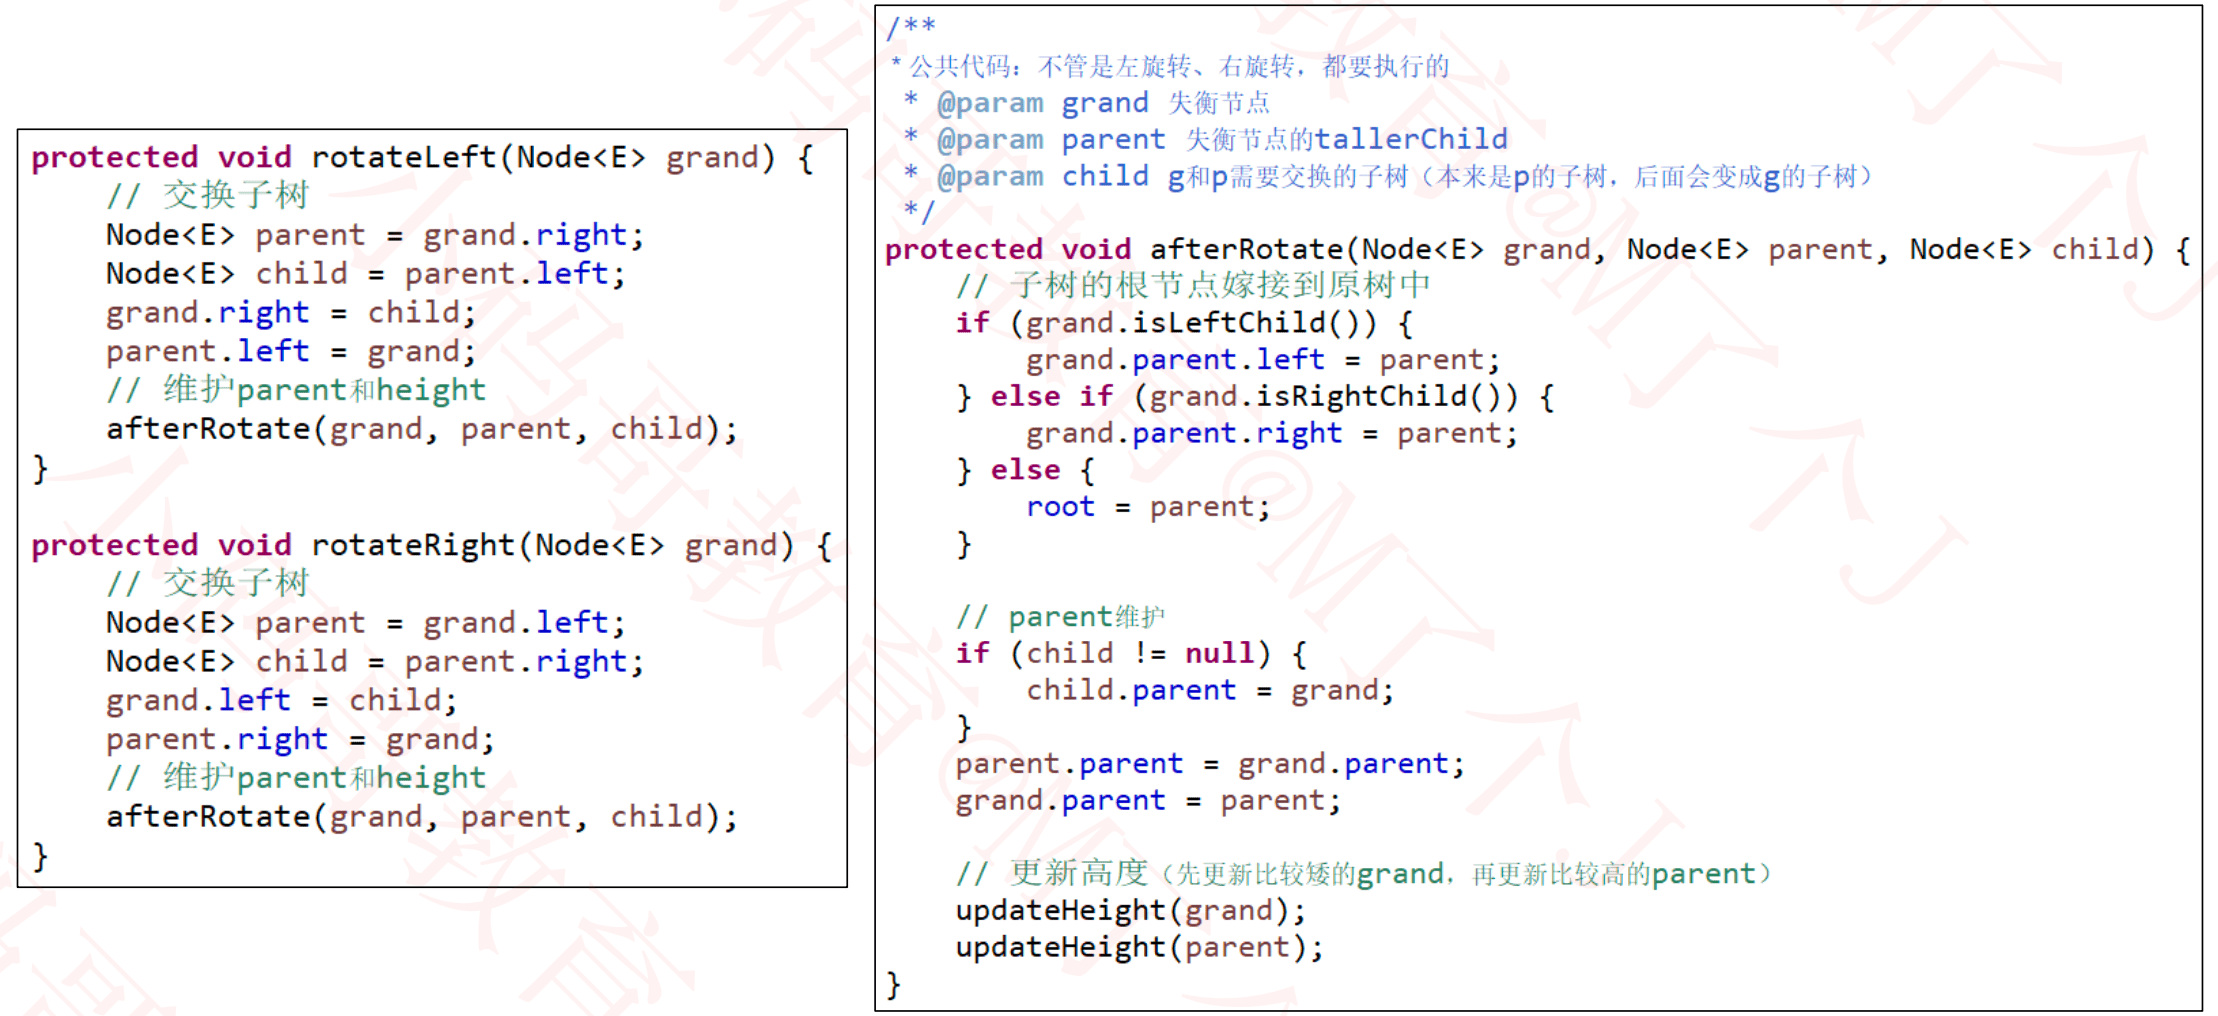 protected void rotateLeft(Node<E> grand) {
    // 交换子树
    Node<E> parent = grand.right;
    Node<E> child = parent.left;
    grand.right = child;
    parent.left = grand;
    // 维护parent和height
    afterRotate(grand, parent, child);
}

protected void rotateRight(Node<E> grand) {
    // 交换子树
    Node<E> parent = grand.left;
    Node<E> child = parent.right;
    grand.left = child;
    parent.right = grand;
    // 维护parent和height
    afterRotate(grand, parent, child);
}

/**
* 公共代码：不管是左旋转、右旋转，都要执行的
 * @param grand 失衡节点
 * @param parent 失衡节点的tallerChild
 * @param child g和p需要交换的子树（本来是p的子树，后面会变成g的子树）
 */
protected void afterRotate(Node<E> grand, Node<E> parent, Node<E> child) {
    // 子树的根节点嫁接到原树中
    if (grand.isLeftChild()) {
        grand.parent.left = parent;
    } else if (grand.isRightChild()) {
        grand.parent.right = parent;
    } else {
        root = parent;
    }

    // parent维护
    if (child != null) {
        child.parent = grand;
    }
    parent.parent = grand.parent;
    grand.parent = parent;

    // 更新高度（先更新比较矮的grand，再更新比较高的parent）
    updateHeight(grand);
    updateHeight(parent);
}
小码哥教育@M了个J